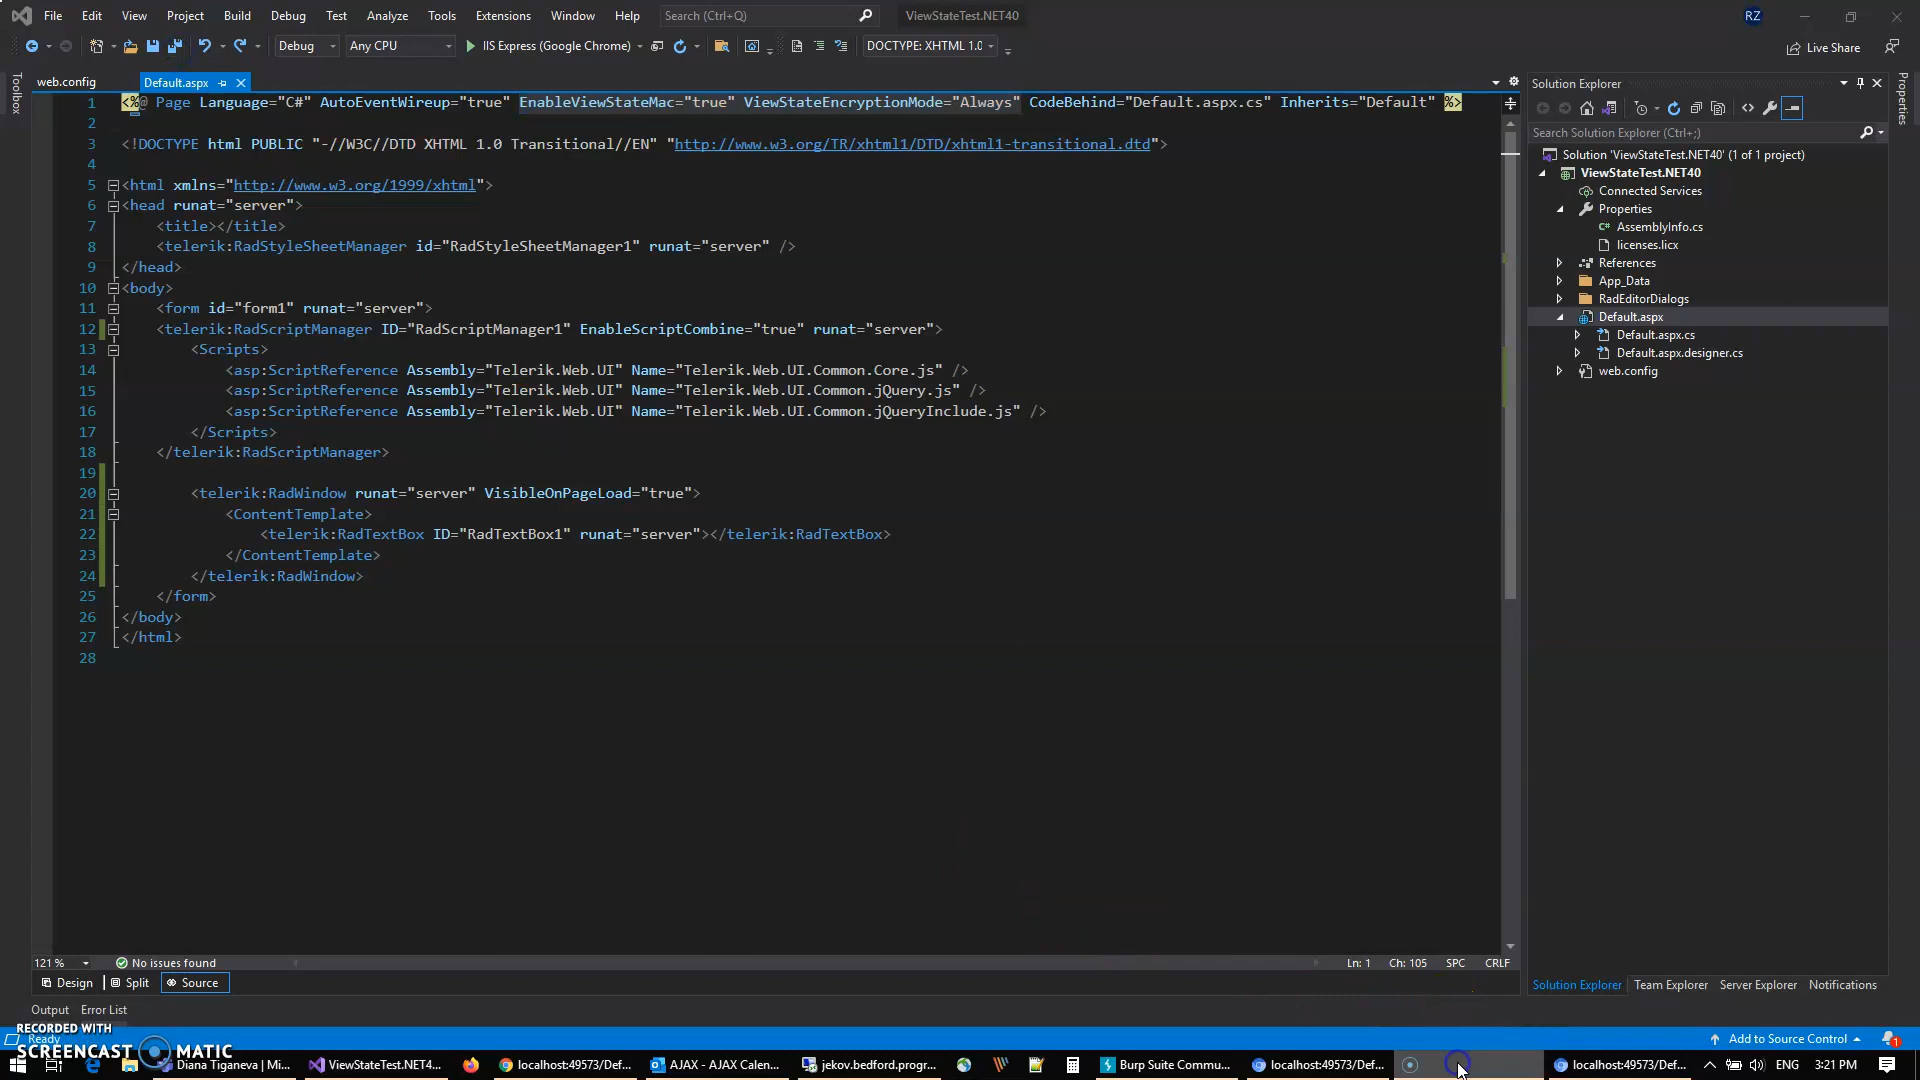 File Edit View Project Build Debug Test Analyze Tools Extensions Window Help Search (Ctrl+Q) ViewStateTest.NET40 RZ
Debug Any CPU IIS Express (Google Chrome) DOCTYPE: XHTML 1.0 Live Share
Toolbox
web.config Default.aspx
1 <%@ Page Language="C#" AutoEventWireup="true" EnableViewStateMac="true" ViewStateEncryptionMode="Always" CodeBehind="Default.aspx.cs" Inherits="Default" %>
2
3 <!DOCTYPE html PUBLIC "-//W3C//DTD XHTML 1.0 Transitional//EN" "http://www.w3.org/TR/xhtml1/DTD/xhtml1-transitional.dtd">
4
5 <html xmlns="http://www.w3.org/1999/xhtml">
6 <head runat="server">
7 <title></title>
8 <telerik:RadStyleSheetManager id="RadStyleSheetManager1" runat="server" />
9 </head>
10 <body>
11 <form id="form1" runat="server">
12 <telerik:RadScriptManager ID="RadScriptManager1" EnableScriptCombine="true" runat="server">
13 <Scripts>
14 <asp:ScriptReference Assembly="Telerik.Web.UI" Name="Telerik.Web.UI.Common.Core.js" />
15 <asp:ScriptReference Assembly="Telerik.Web.UI" Name="Telerik.Web.UI.Common.jQuery.js" />
16 <asp:ScriptReference Assembly="Telerik.Web.UI" Name="Telerik.Web.UI.Common.jQueryInclude.js" />
17 </Scripts>
18 </telerik:RadScriptManager>
19
20 <telerik:RadWindow runat="server" VisibleOnPageLoad="true">
21 <ContentTemplate>
22 <telerik:RadTextBox ID="RadTextBox1" runat="server"></telerik:RadTextBox>
23 </ContentTemplate>
24 </telerik:RadWindow>
25 </form>
26 </body>
27 </html>
28
121 % No issues found Ln: 1 Ch: 105 SPC CRLF
Design Split Source
Output Error List
Solution Explorer
Search Solution Explorer (Ctrl+;)
Solution 'ViewStateTest.NET40' (1 of 1 project)
ViewStateTest.NET40
Connected Services
Properties
AssemblyInfo.cs
licenses.licx
References
App_Data
RadEditorDialogs
Default.aspx
Default.aspx.cs
Default.aspx.designer.cs
web.config
Solution Explorer Team Explorer Server Explorer Notifications
Properties
Ready Add to Source Control 1
RECORDED WITH
SCREENCAST MATIC
Diana Tiganeva | Mi... ViewStateTest.NET4... localhost:49573/Def... AJAX - AJAX Calen... jekov.bedford.progr... Burp Suite Commu... localhost:49573/Def... localhost:49573/Def... ENG 3:21 PM